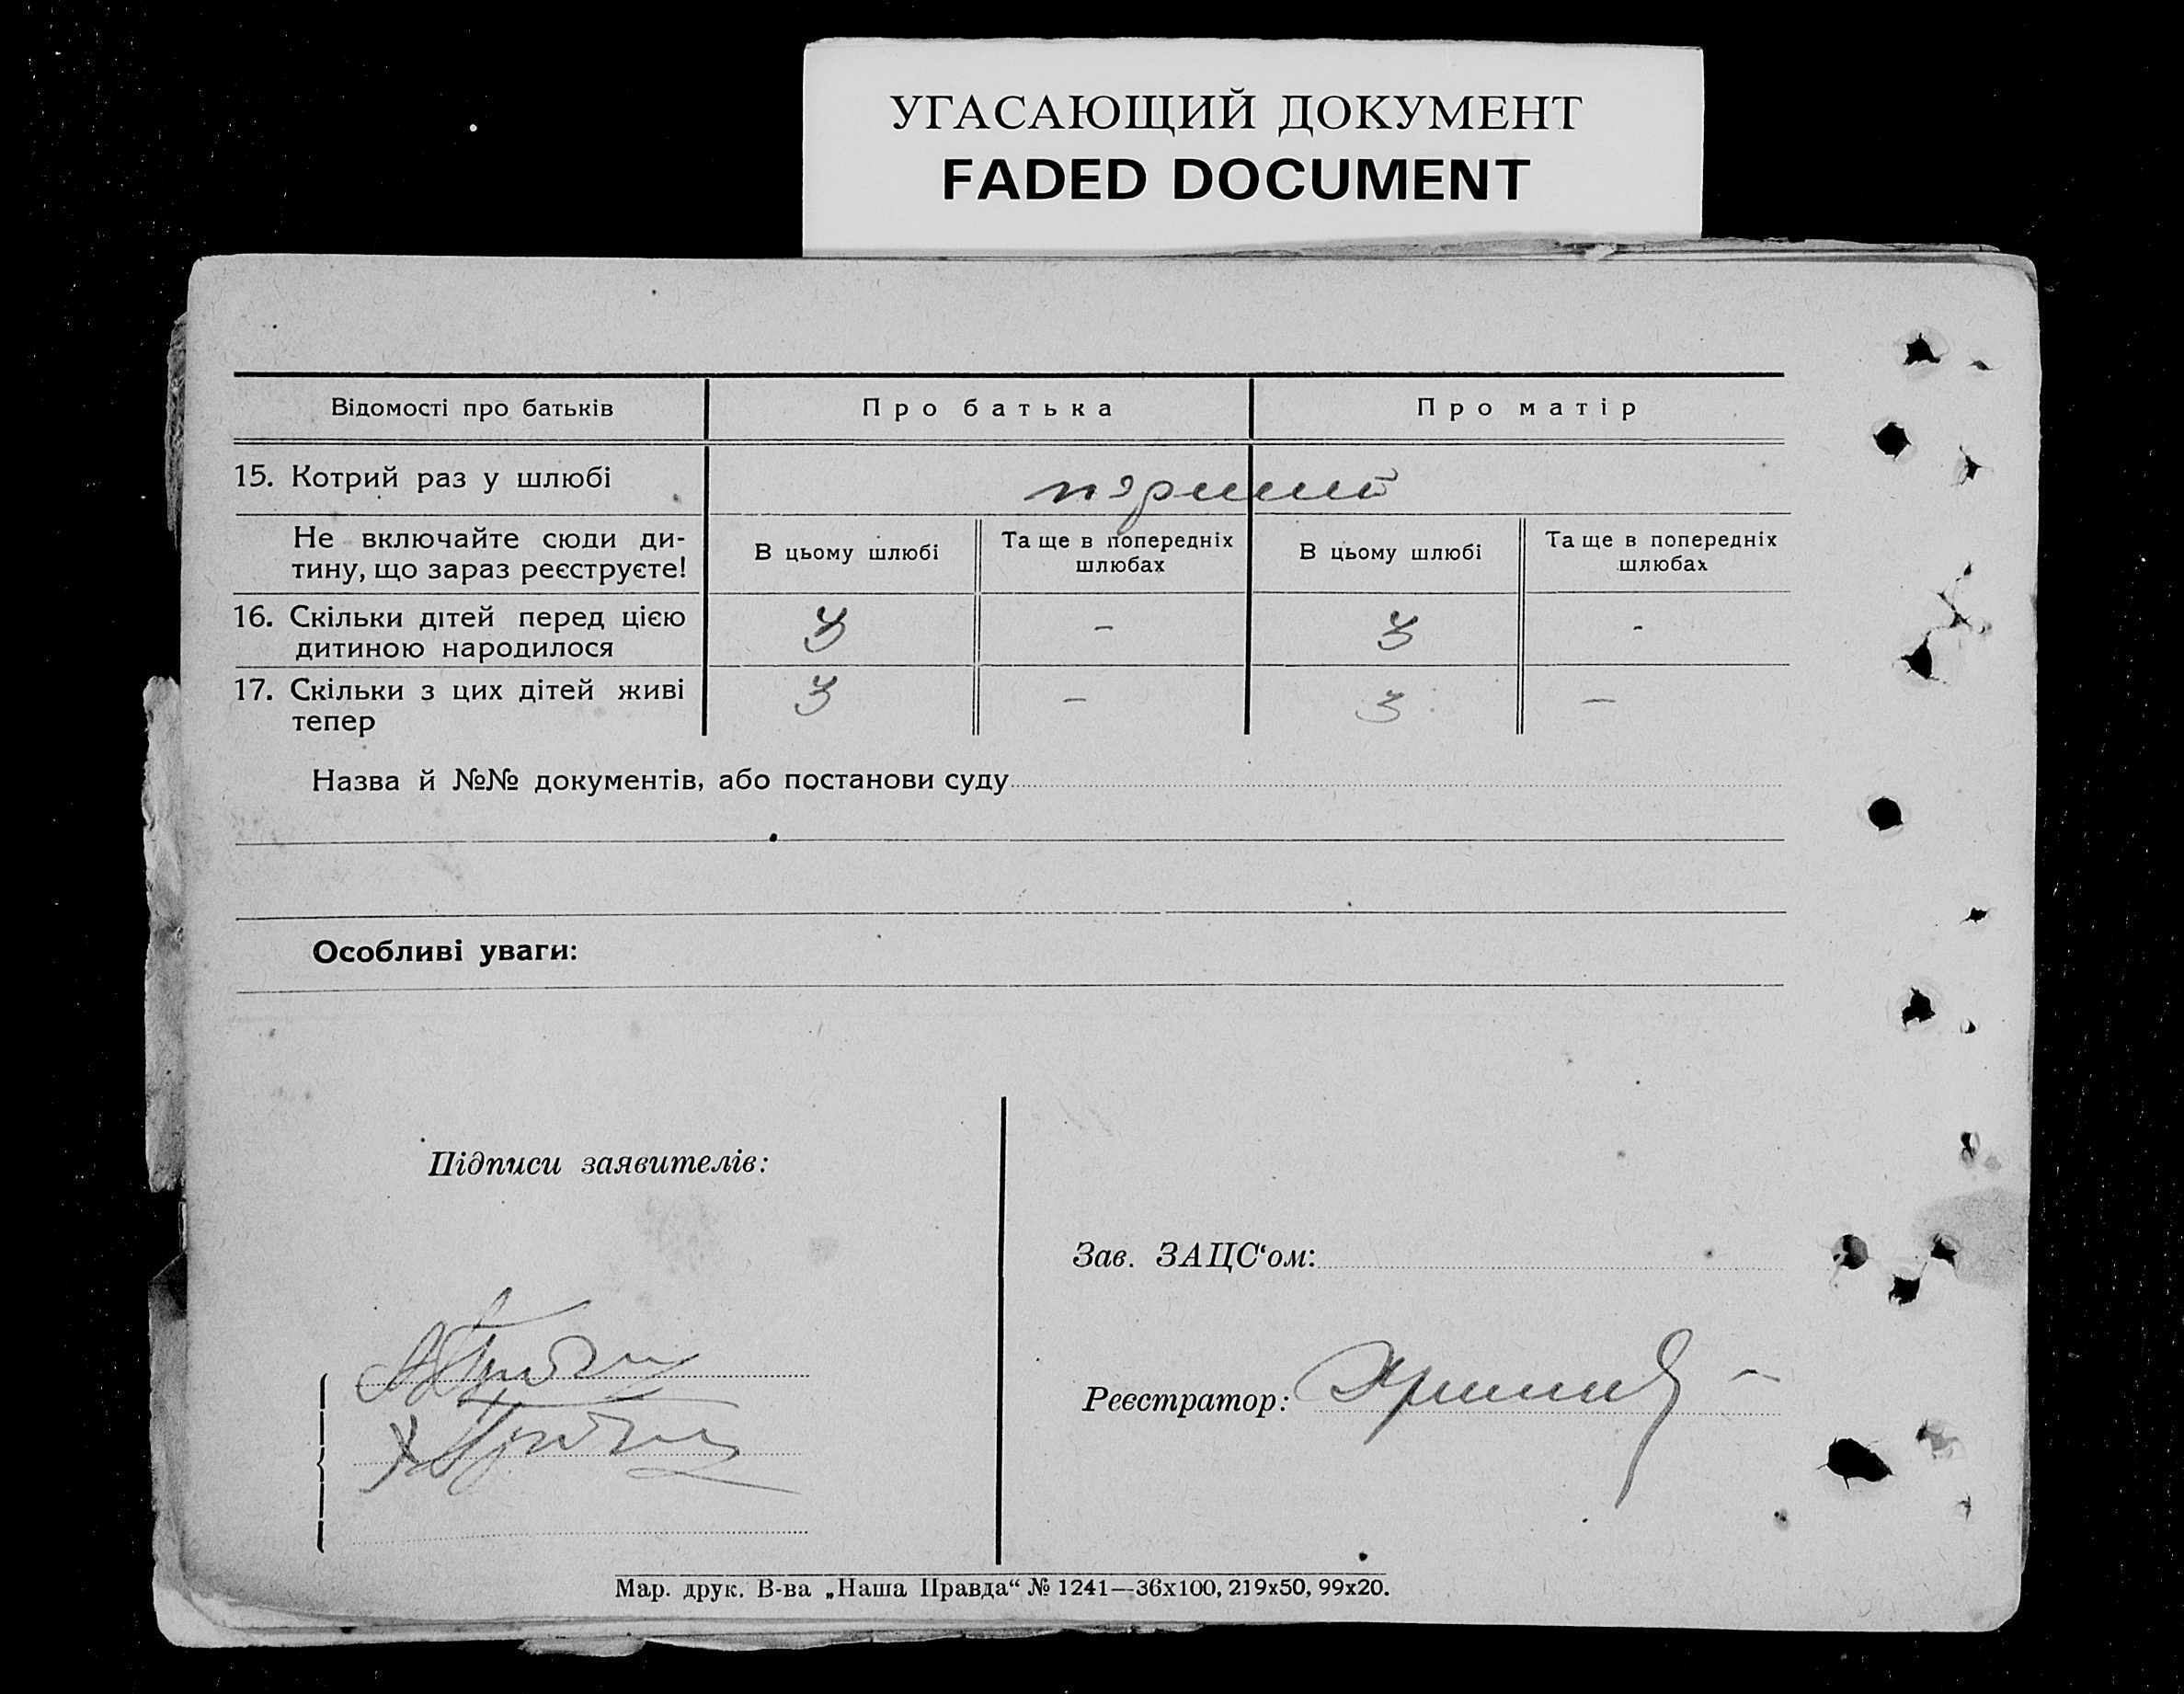 УГАСАЮЩИЙ ДОКУМЕНТ
FADED DOCUMENT
Відомості про батьків
Про батька
Про матір
15. Котрий раз у шлюбі
перший
Не включайте сюди ди-
тину, що зараз реєструєте!
В цьому шлюбі
Та ще в попередніх
шлюбах
В цьому шлюбі
Та ще в попередніх
шлюбах
16. Скільки дітей перед цією
дитиною народилося
3
-
3
-
17. Скільки з цих дітей живі
тепер
3
-
3
-
Назва й №№ документів, або постанови суду
Особливі уваги:
Підписи заявителів:
Зав. ЗАЦС‘ом:
Реєстратор:
Мар. друк. В-ва „Наша Правда“ № 1241—36х100, 219х50, 99х20.